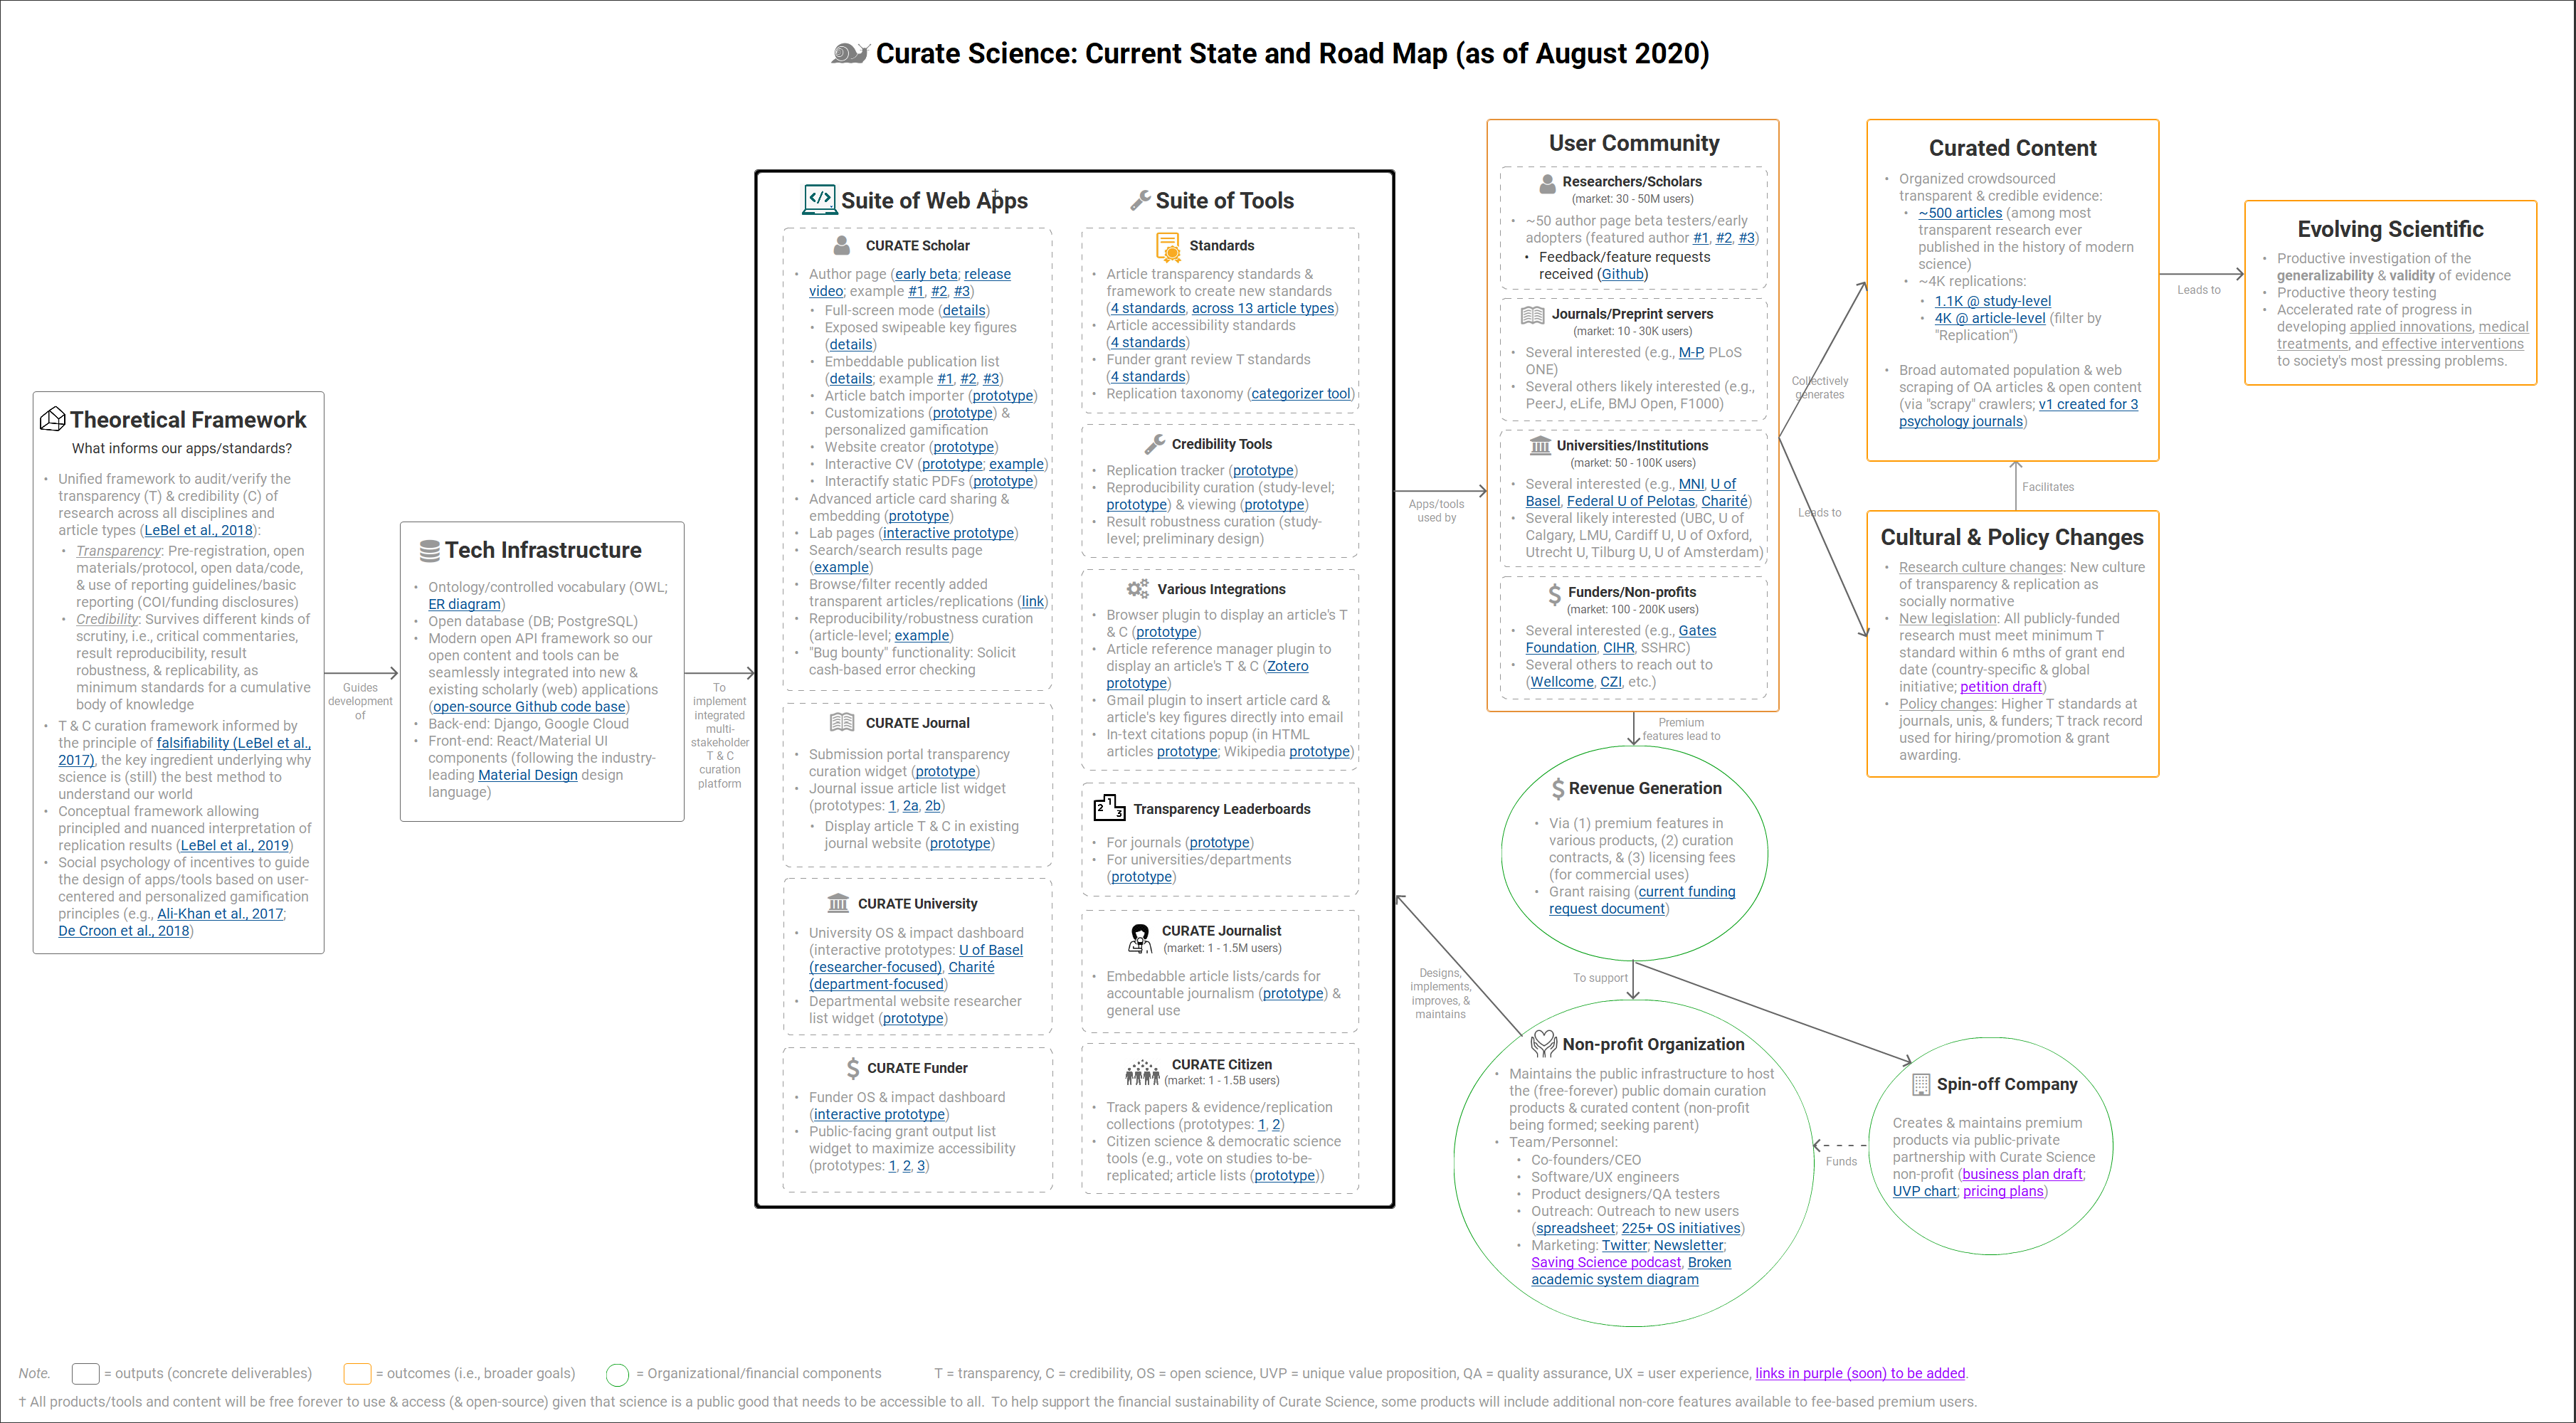 Curate Science: Current State and Road Map (as of August 2020)
Theoretical Framework
What informs our apps/standards?
• Unified framework to audit/verify the
transparency (T) & credibility (C) of
research across all disciplines and
article types (LeBel et al., 2018):
• Transparency: Pre-registration, open
materials/protocol, open data/code,
& use of reporting guidelines/basic
reporting (COI/funding disclosures)
• Credibility: Survives different kinds of
scrutiny, i.e., critical commentaries,
result reproducibility, result
robustness, & replicability, as
minimum standards for a cumulative
body of knowledge
• T & C curation framework informed by
the principle of falsifiability (LeBel et al.,
2017), the key ingredient underlying why
science is (still) the best method to
understand our world
• Conceptual framework allowing
principled and nuanced interpretation of
replication results (LeBel et al., 2019)
• Social psychology of incentives to guide
the design of apps/tools based on user-
centered and personalized gamification
principles (e.g., Ali-Khan et al., 2017;
De Croon et al., 2018)
Guides
development
of
Tech Infrastructure
• Ontology/controlled vocabulary (OWL;
ER diagram)
• Open database (DB; PostgreSQL)
• Modern open API framework so our
open content and tools can be
seamlessly integrated into new &
existing scholarly (web) applications
(open-source Github code base)
• Back-end: Django, Google Cloud
• Front-end: React/Material UI
components (following the industry-
leading Material Design design
language)
To
implement
integrated
multi-
stakeholder
T & C
curation
platform
Suite of Web Apps†
CURATE Scholar
• Author page (early beta; release
video; example #1, #2, #3)
• Full-screen mode (details)
• Exposed swipeable key figures
(details)
• Embeddable publication list
(details; example #1, #2, #3)
• Article batch importer (prototype)
• Customizations (prototype) &
personalized gamification
• Website creator (prototype)
• Interactive CV (prototype; example)
• Interactify static PDFs (prototype)
• Advanced article card sharing &
embedding (prototype)
• Lab pages (interactive prototype)
• Search/search results page
(example)
• Browse/filter recently added
transparent articles/replications (link)
• Reproducibility/robustness curation
(article-level; example)
• "Bug bounty" functionality: Solicit
cash-based error checking
CURATE Journal
• Submission portal transparency
curation widget (prototype)
• Journal issue article list widget
(prototypes: 1, 2a, 2b)
• Display article T & C in existing
journal website (prototype)
CURATE University
• University OS & impact dashboard
(interactive prototypes: U of Basel
(researcher-focused), Charité
(department-focused)
• Departmental website researcher
list widget (prototype)
CURATE Funder
• Funder OS & impact dashboard
(interactive prototype)
• Public-facing grant output list
widget to maximize accessibility
(prototypes: 1, 2, 3)
Suite of Tools
Standards
• Article transparency standards &
framework to create new standards
(4 standards, across 13 article types)
• Article accessibility standards
(4 standards)
• Funder grant review T standards
(4 standards)
• Replication taxonomy (categorizer tool)
Credibility Tools
• Replication tracker (prototype)
• Reproducibility curation (study-level;
prototype) & viewing (prototype)
• Result robustness curation (study-
level; preliminary design)
Various Integrations
• Browser plugin to display an article's T
& C (prototype)
• Article reference manager plugin to
display an article's T & C (Zotero
prototype)
• Gmail plugin to insert article card &
article's key figures directly into email
• In-text citations popup (in HTML
articles prototype; Wikipedia prototype)
2 1 3
Transparency Leaderboards
• For journals (prototype)
• For universities/departments
(prototype)
CURATE Journalist
(market: 1 - 1.5M users)
• Embedabble article lists/cards for
accountable journalism (prototype) &
general use
CURATE Citizen
(market: 1 - 1.5B users)
• Track papers & evidence/replication
collections (prototypes: 1, 2)
• Citizen science & democratic science
tools (e.g., vote on studies to-be-
replicated; article lists (prototype))
Apps/tools
used by
Designs,
implements,
improves, &
maintains
User Community
Researchers/Scholars
(market: 30 - 50M users)
• ~50 author page beta testers/early
adopters (featured author #1, #2, #3)
• Feedback/feature requests
received (Github)
Journals/Preprint servers
(market: 10 - 30K users)
• Several interested (e.g., M-P, PLoS
ONE)
• Several others likely interested (e.g.,
PeerJ, eLife, BMJ Open, F1000)
Universities/Institutions
(market: 50 - 100K users)
• Several interested (e.g., MNI, U of
Basel, Federal U of Pelotas, Charité)
• Several likely interested (UBC, U of
Calgary, LMU, Cardiff U, U of Oxford,
Utrecht U, Tilburg U, U of Amsterdam)
Funders/Non-profits
(market: 100 - 200K users)
• Several interested (e.g., Gates
Foundation, CIHR, SSHRC)
• Several others to reach out to
(Wellcome, CZI, etc.)
Premium
features lead to
Revenue Generation
• Via (1) premium features in
various products, (2) curation
contracts, & (3) licensing fees
(for commercial uses)
• Grant raising (current funding
request document)
To support
Non-profit Organization
• Maintains the public infrastructure to host
the (free-forever) public domain curation
products & curated content (non-profit
being formed; seeking parent)
• Team/Personnel:
• Co-founders/CEO
• Software/UX engineers
• Product designers/QA testers
• Outreach: Outreach to new users
(spreadsheet; 225+ OS initiatives)
• Marketing: Twitter; Newsletter;
Saving Science podcast, Broken
academic system diagram
Funds
Spin-off Company
Creates & maintains premium
products via public-private
partnership with Curate Science
non-profit (business plan draft;
UVP chart; pricing plans)
Collectively
generates
Leads to
Curated Content
• Organized crowdsourced
transparent & credible evidence:
• ~500 articles (among most
transparent research ever
published in the history of modern
science)
• ~4K replications:
• 1.1K @ study-level
• 4K @ article-level (filter by
"Replication")
• Broad automated population & web
scraping of OA articles & open content
(via "scrapy" crawlers; v1 created for 3
psychology journals)
Facilitates
Cultural & Policy Changes
• Research culture changes: New culture
of transparency & replication as
socially normative
• New legislation: All publicly-funded
research must meet minimum T
standard within 6 mths of grant end
date (country-specific & global
initiative; petition draft)
• Policy changes: Higher T standards at
journals, unis, & funders; T track record
used for hiring/promotion & grant
awarding.
Leads to
Evolving Scientific
• Productive investigation of the
generalizability & validity of evidence
• Productive theory testing
• Accelerated rate of progress in
developing applied innovations, medical
treatments, and effective interventions
to society's most pressing problems.
Note. = outputs (concrete deliverables) = outcomes (i.e., broader goals) = Organizational/financial components T = transparency, C = credibility, OS = open science, UVP = unique value proposition, QA = quality assurance, UX = user experience, links in purple (soon) to be added.
† All products/tools and content will be free forever to use & access (& open-source) given that science is a public good that needs to be accessible to all. To help support the financial sustainability of Curate Science, some products will include additional non-core features available to fee-based premium users.